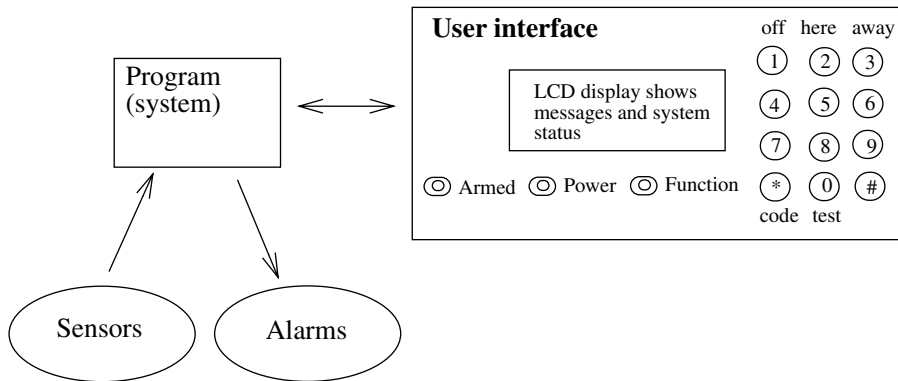 User interface
off here away
Program
(system)
1 2 3
LCD display shows
messages and system
status
4 5 6
7 8 9
Armed Power Function
* 0 #
code test
Sensors
Alarms